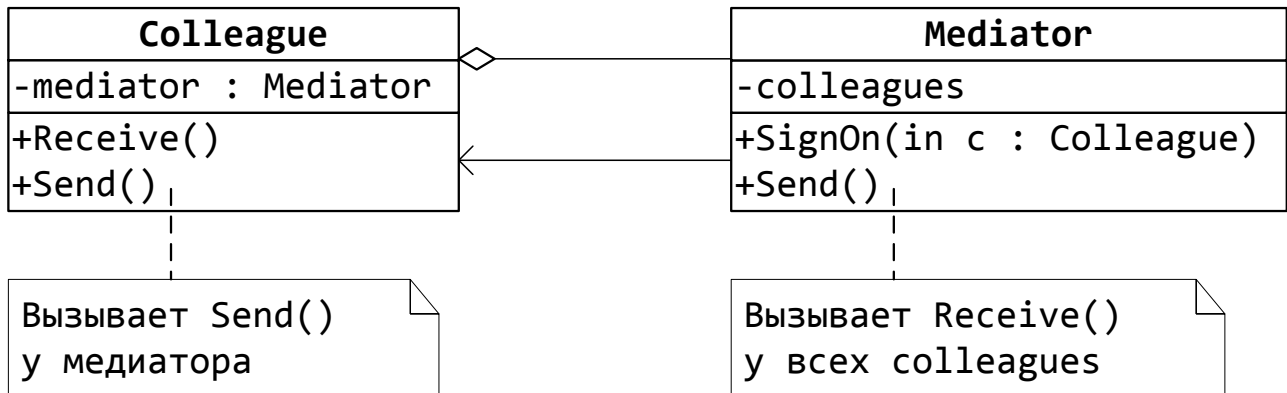 Colleague
-mediator : Mediator
+Receive()
+Send()
Mediator
-colleagues
+SignOn(in c : Colleague)
+Send()
Вызывает Send()
у медиатора
Вызывает Receive()
у всех colleagues